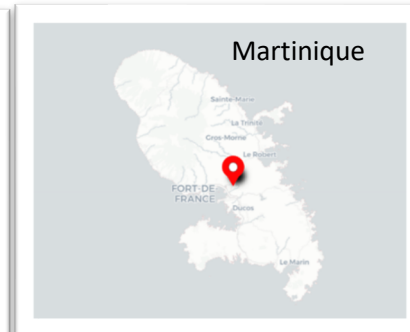 Martinique
Sainte-Marie
La Trinité
Gros-Morne
Le Robert
FORT-DE
FRANCE
Ducos
Le Marin